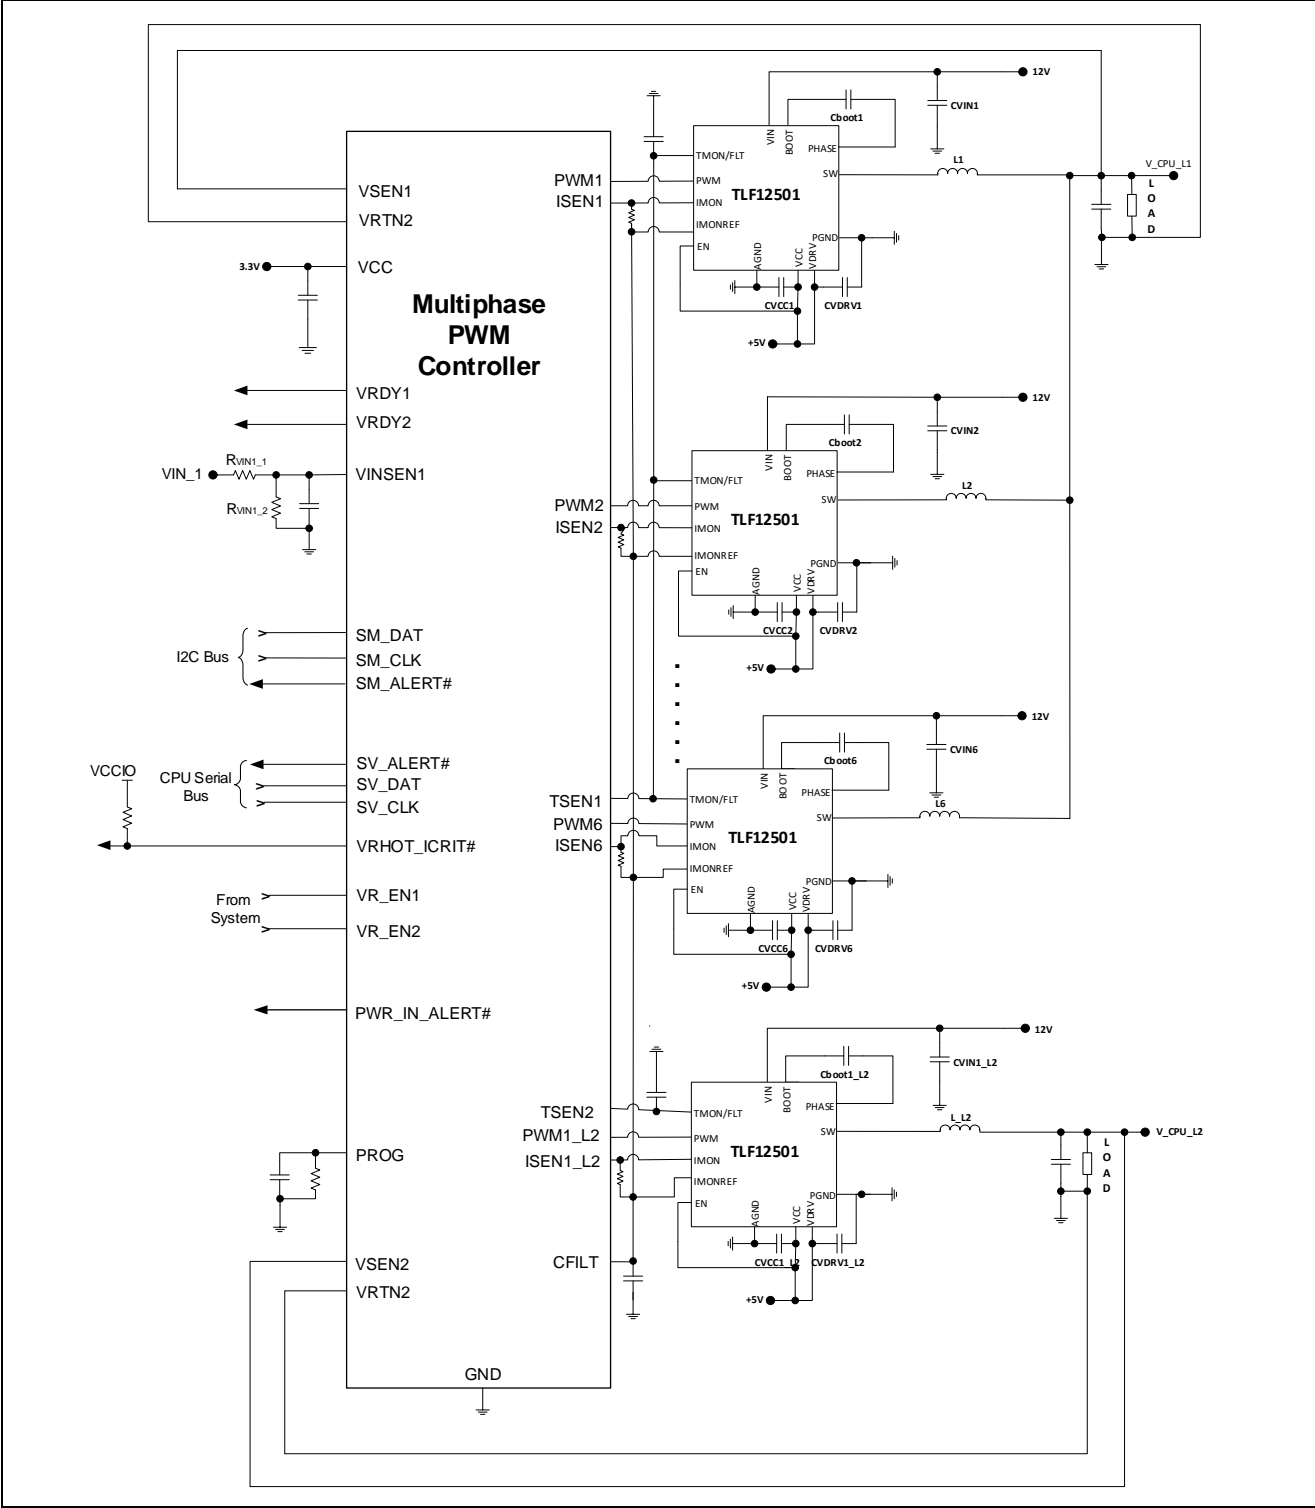 12V
CVIN1
Cboot1
VIN
BOOT
PHASE
TMON/FLT
L1
V_CPU_L1
SW
PWM1
PWM
TLF12501
ISEN1
IMON
IMONREF
EN
PGND
AGND
VCC
VDRV
CVCC1
CVDRV1
+5V
L
O
A
D
VSEN1
VRTN2
3.3V
VCC
Multiphase
PWM
Controller
VRDY1
VRDY2
VIN_1
RVIN1_1
RVIN1_2
VINSEN1
12V
CVIN2
Cboot2
VIN
BOOT
PHASE
TMON/FLT
L2
SW
PWM2
PWM
TLF12501
ISEN2
IMON
IMONREF
EN
PGND
AGND
VCC
VDRV
CVCC2
CVDRV2
+5V
I2C Bus
SM_DAT
SM_CLK
SM_ALERT#
VCCIO
CPU Serial
Bus
SV_ALERT#
SV_DAT
SV_CLK
VRHOT_ICRIT#
12V
CVIN6
Cboot6
VIN
BOOT
PHASE
TSEN1
TMON/FLT
L6
SW
PWM6
PWM
TLF12501
ISEN6
IMON
IMONREF
EN
PGND
AGND
VCC
VDRV
CVCC6
CVDRV6
+5V
From
System
VR_EN1
VR_EN2
PWR_IN_ALERT#
12V
CVIN1_L2
Cboot1_L2
VIN
BOOT
PHASE
TSEN2
TMON/FLT
L_L2
V_CPU_L2
SW
PWM1_L2
PWM
TLF12501
ISEN1_L2
IMON
IMONREF
EN
PGND
AGND
VCC
VDRV
CVCC1_L2
CVDRV1_L2
+5V
L
O
A
D
PROG
VSEN2
VRTN2
CFILT
GND